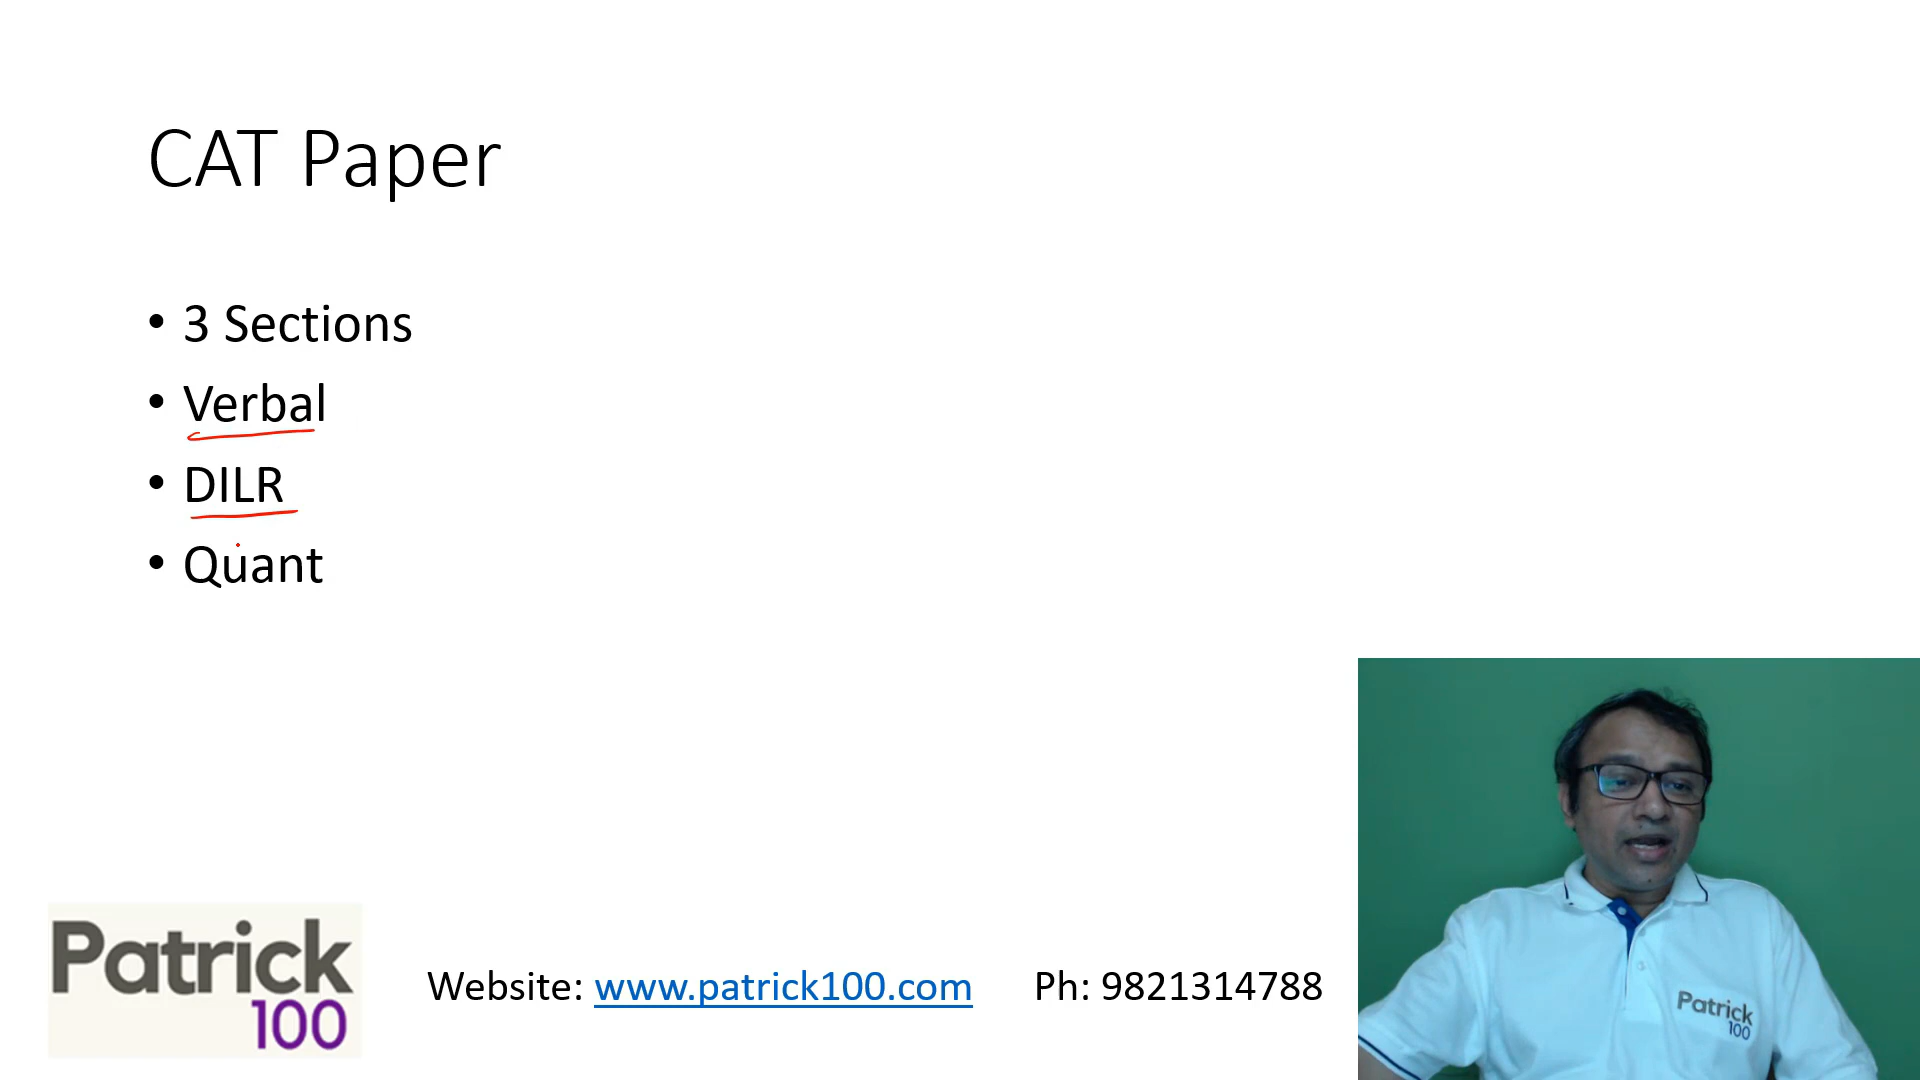 CAT Paper
• 3 Sections
• Verbal
• DILR
• Quant
Patrick
100
Website: www.patrick100.com Ph: 9821314788
Patrick
100